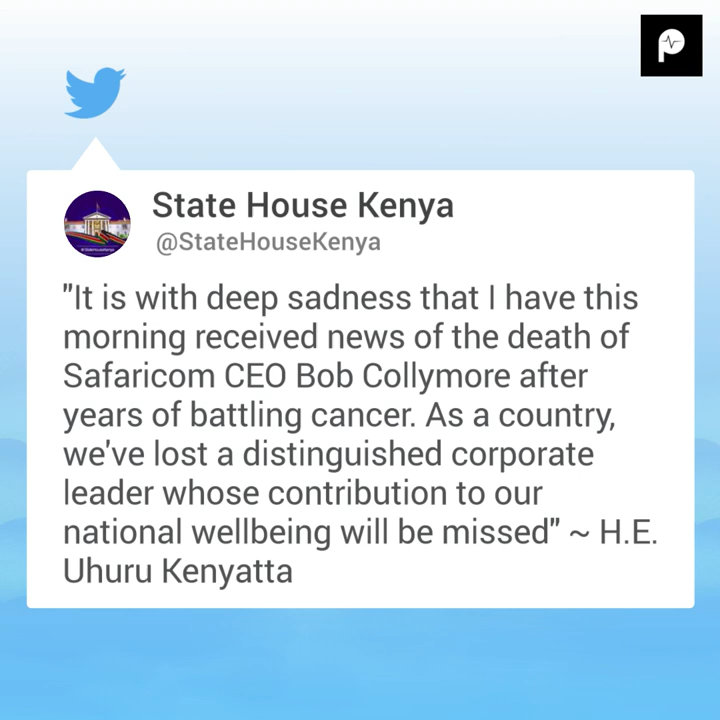 State House Kenya
@StateHouseKenya
"It is with deep sadness that I have this
morning received news of the death of
Safaricom CEO Bob Collymore after
years of battling cancer. As a country,
we've lost a distinguished corporate
leader whose contribution to our
national wellbeing will be missed" ~ H.E.
Uhuru Kenyatta